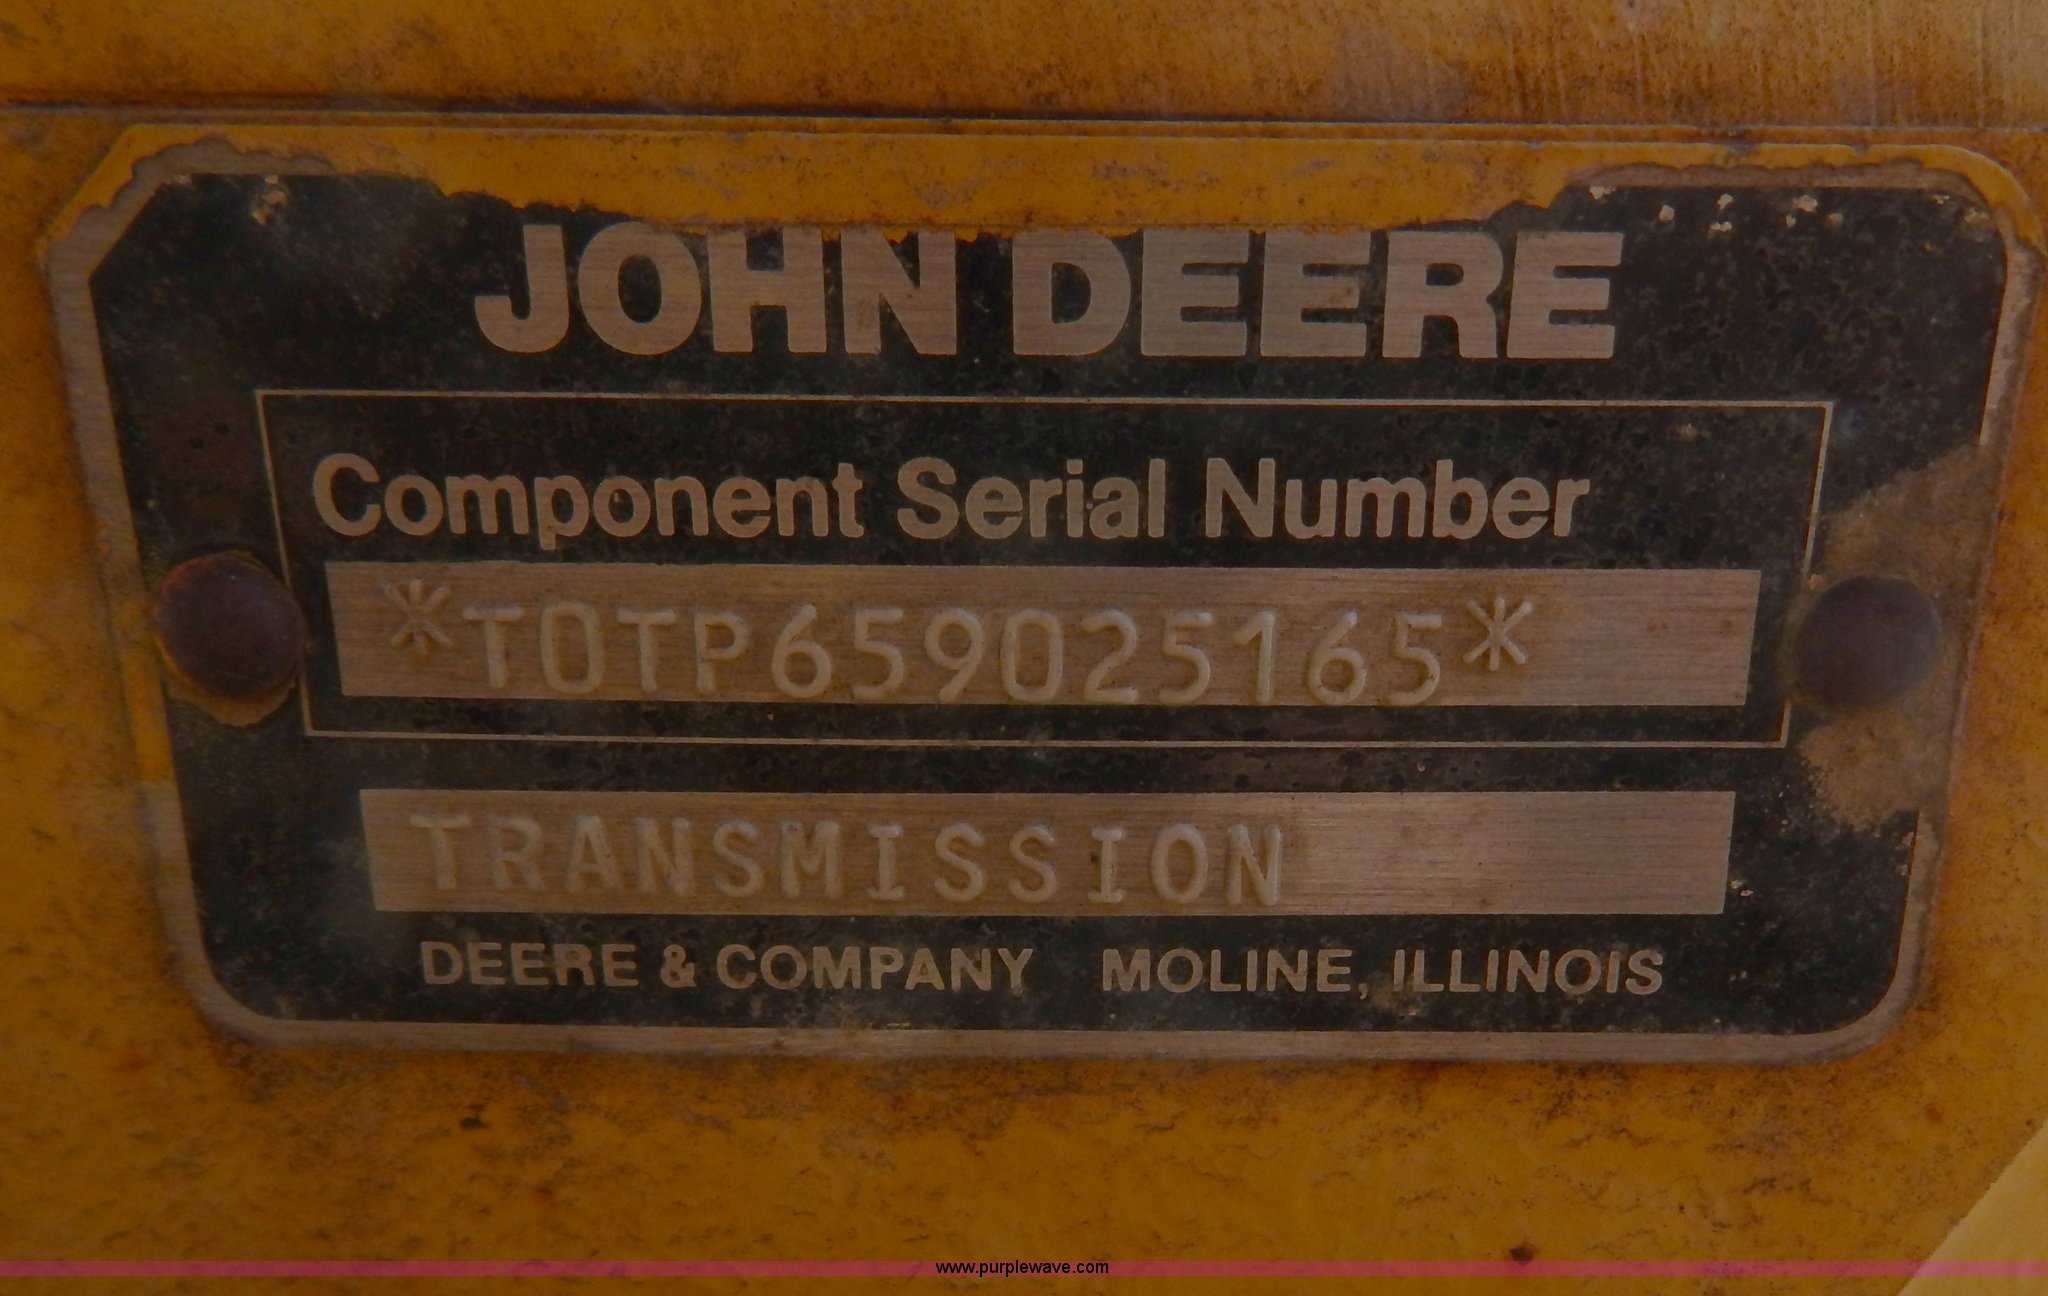 JOHN DEERE
Component Serial Number
*T0TP659025165*
TRANSMISSION
DEERE & COMPANY MOLINE, ILLINOIS
www.purplewave.com